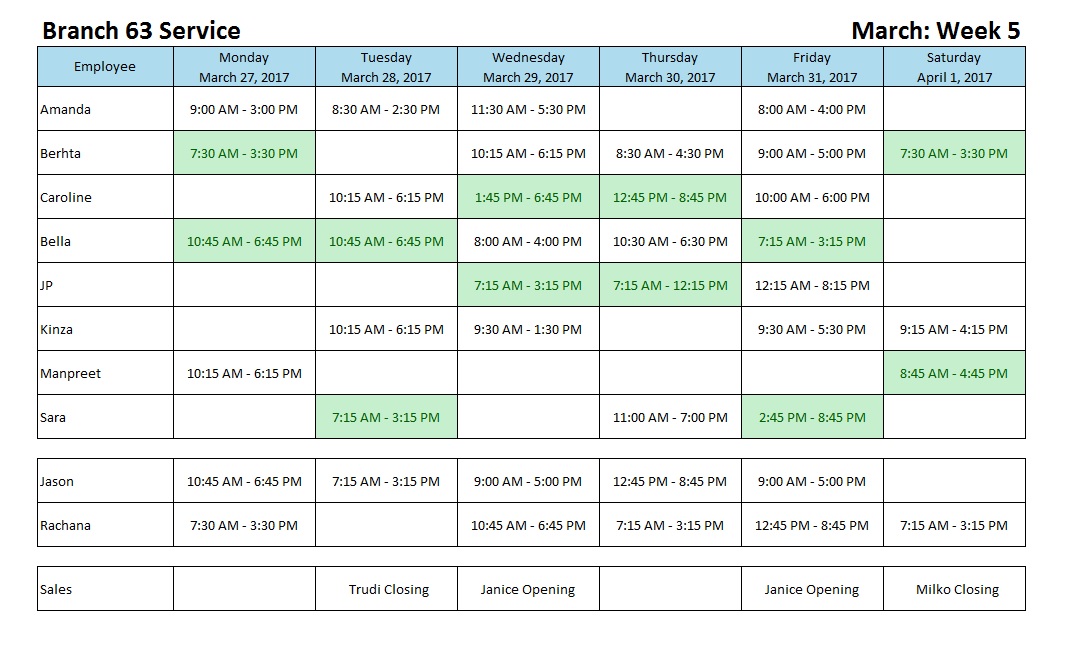 Branch 63 Service March: Week 5
Employee Monday Tuesday Wednesday Thursday Friday Saturday
March 27, 2017 March 28, 2017 March 29, 2017 March 30, 2017 March 31, 2017 April 1, 2017
Amanda 9:00 AM - 3:00 PM 8:30 AM - 2:30 PM 11:30 AM - 5:30 PM 8:00 AM - 4:00 PM
Berhta 7:30 AM - 3:30 PM 10:15 AM - 6:15 PM 8:30 AM - 4:30 PM 9:00 AM - 5:00 PM 7:30 AM - 3:30 PM
Caroline 10:15 AM - 6:15 PM 1:45 PM - 6:45 PM 12:45 PM - 8:45 PM 10:00 AM - 6:00 PM
Bella 10:45 AM - 6:45 PM 10:45 AM - 6:45 PM 8:00 AM - 4:00 PM 10:30 AM - 6:30 PM 7:15 AM - 3:15 PM
JP 7:15 AM - 3:15 PM 7:15 AM - 12:15 PM 12:15 PM - 8:15 PM
Kinza 10:15 AM - 6:15 PM 9:30 AM - 1:30 PM 9:30 AM - 5:30 PM 9:15 AM - 4:15 PM
Manpreet 10:15 AM - 6:15 PM 8:45 AM - 4:45 PM
Sara 7:15 AM - 3:15 PM 11:00 AM - 7:00 PM 2:45 PM - 8:45 PM
Jason 10:45 AM - 6:45 PM 7:15 AM - 3:15 PM 9:00 AM - 5:00 PM 12:45 PM - 8:45 PM 9:00 AM - 5:00 PM
Rachana 7:30 AM - 3:30 PM 10:45 AM - 6:45 PM 7:15 AM - 3:15 PM 12:45 PM - 8:45 PM 7:15 AM - 3:15 PM
Sales Trudi Closing Janice Opening Janice Opening Milko Closing